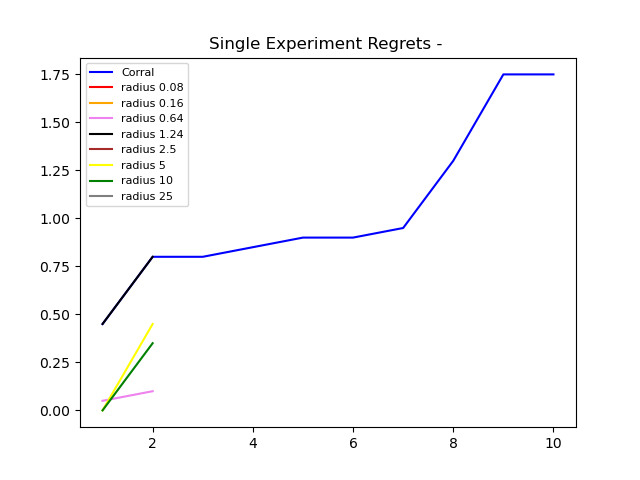 Single Experiment Regrets -
1.75
1.50
1.25
1.00
0.75
0.50
0.25
0.00
Corral
radius 0.08
radius 0.16
radius 0.64
radius 1.24
radius 2.5
radius 5
radius 10
radius 25
2 4 6 8 10